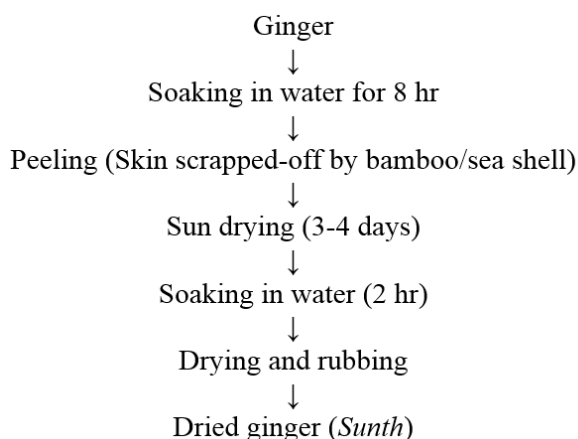 Ginger
↓
Soaking in water for 8 hr
↓
Peeling (Skin scrapped-off by bamboo/sea shell)
↓
Sun drying (3-4 days)
↓
Soaking in water (2 hr)
↓
Drying and rubbing
↓
Dried ginger (Sunth)